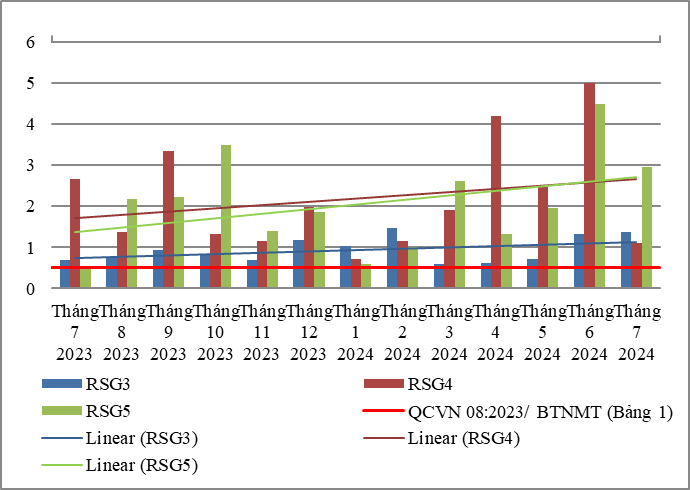 6
5
4
3
2
1
0
Tháng Tháng Tháng Tháng Tháng Tháng Tháng Tháng Tháng Tháng Tháng Tháng Tháng
7 8 9 10 11 12 1 2 3 4 5 6 7
2023 2023 2023 2023 2023 2023 2024 2024 2024 2024 2024 2024 2024
RSG3 RSG4
RSG5 QCVN 08:2023/ BTNMT (Bảng 1)
Linear (RSG3) Linear (RSG4)
Linear (RSG5)